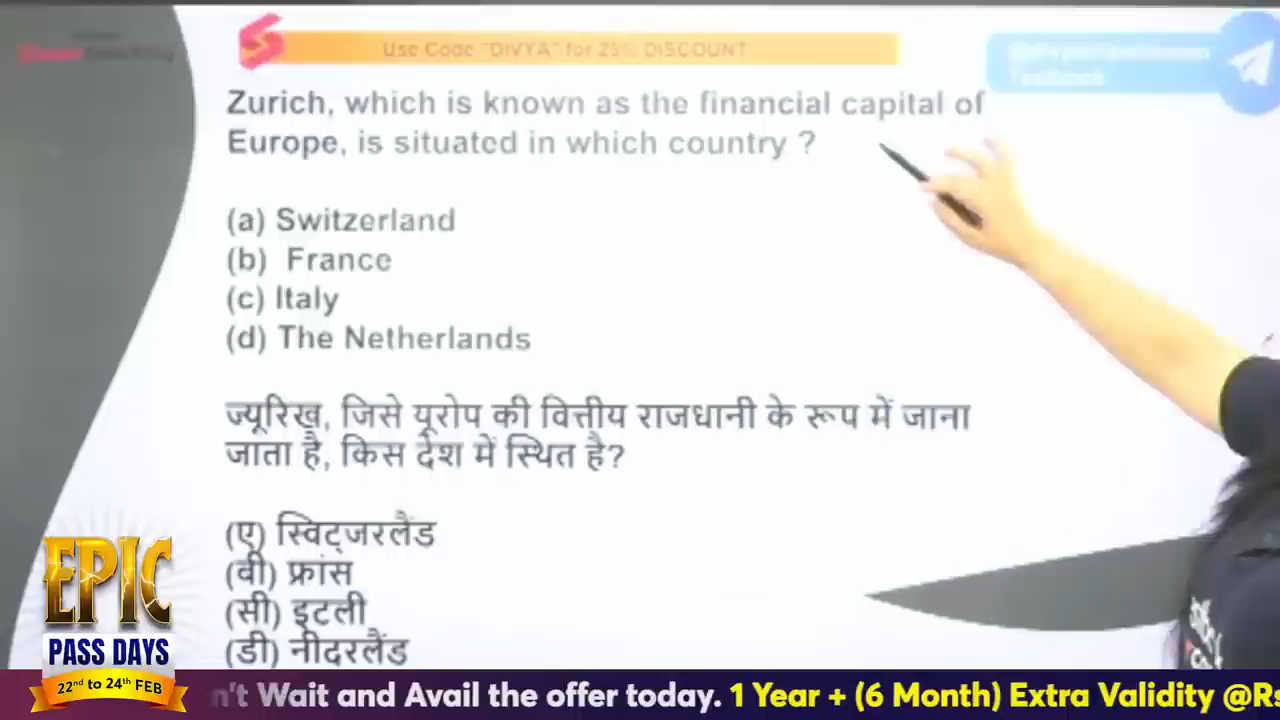 Use Code "DIVYA" for 25% DISCOUNT
Zurich, which is known as the financial capital of
Europe, is situated in which country ?
(a) Switzerland
(b) France
(c) Italy
(d) The Netherlands
ज्यूरिख, जिसे यूरोप की वित्तीय राजधानी के रूप में जाना
जाता है, किस देश में स्थित है?
(ए) स्विट्जरलैंड
(बी) फ्रांस
(सी) इटली
(डी) नीदरलैंड
EPIC
PASS DAYS
22nd to 24th FEB
n't Wait and Avail the offer today. 1 Year + (6 Month) Extra Validity @Rs